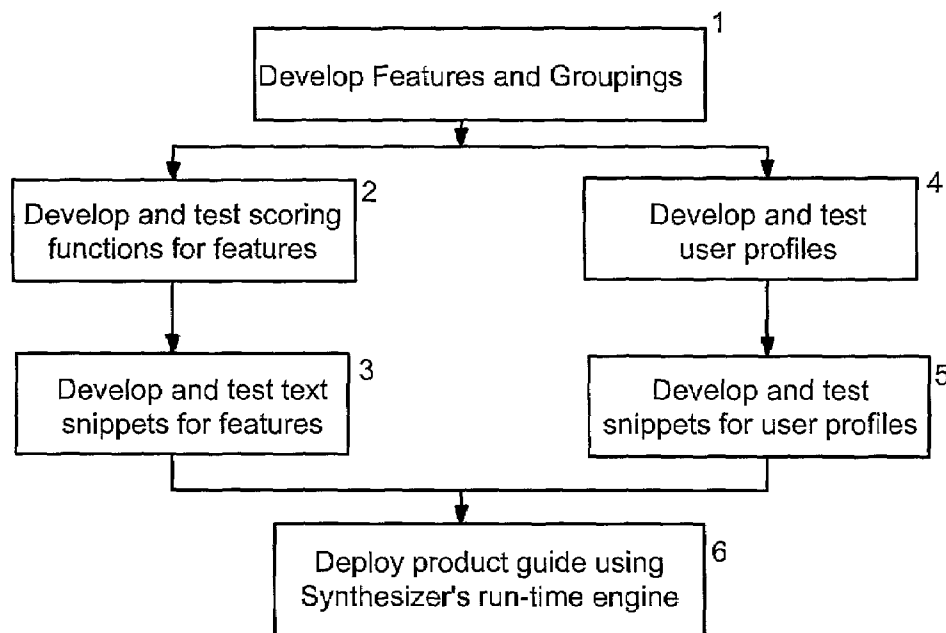 1
Develop Features and Groupings
2
Develop and test scoring
functions for features
4
Develop and test
user profiles
3
Develop and test text
snippets for features
5
Develop and test
snippets for user profiles
6
Deploy product guide using
Synthesizer's run-time engine